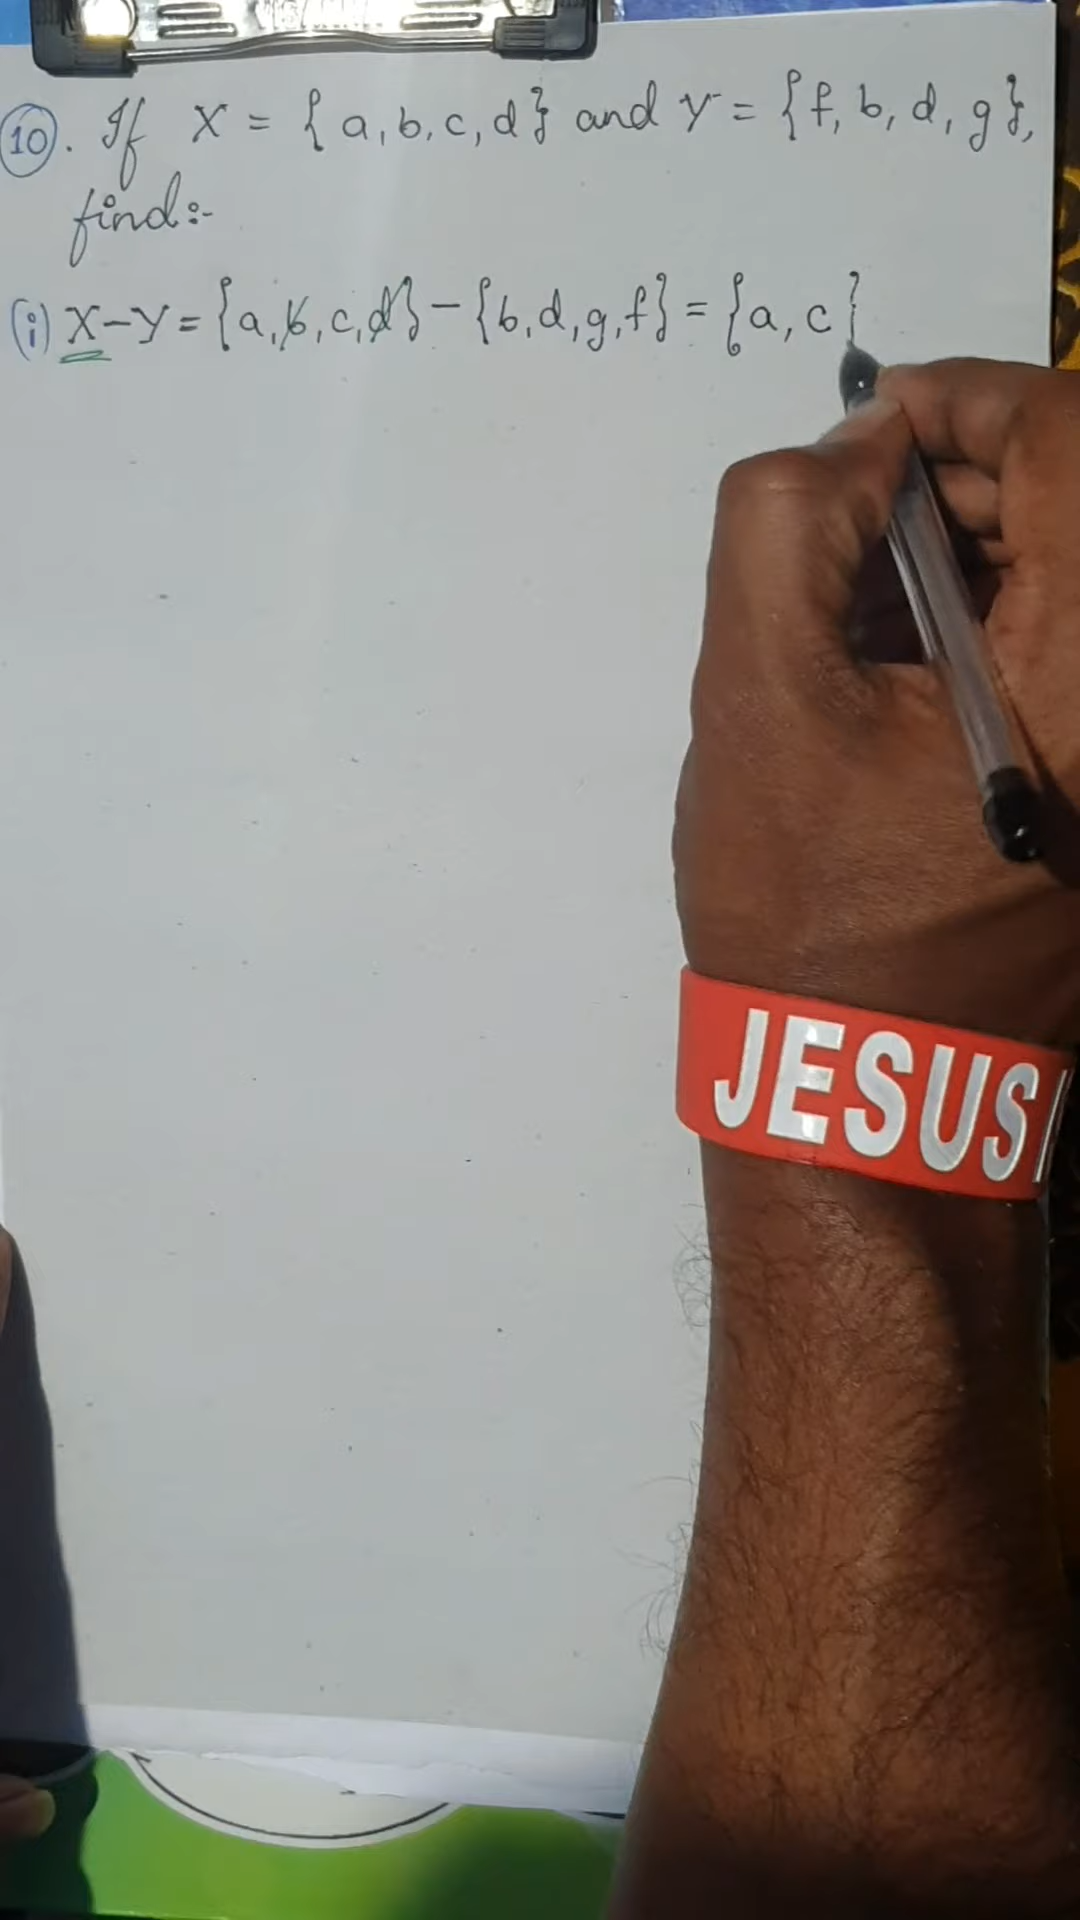 10. If X = {a, b, c, d} and Y = {f, b, d, g},
find:-
(i) X-Y = {a, b, c, d} - {b, d, g, f} = {a, c}
JESUS